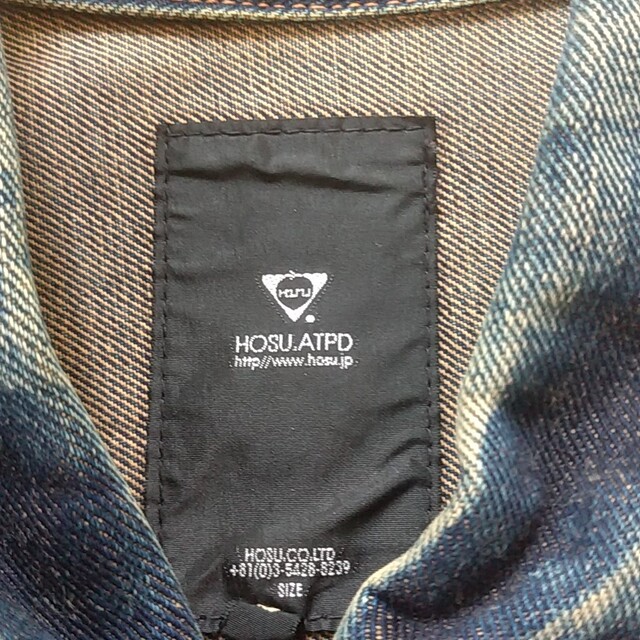 Hosu
HOSU.ATPD
http//www.hosu.jp
HOSU.CO.LTD
+81(0)3-5428-8239
SIZE